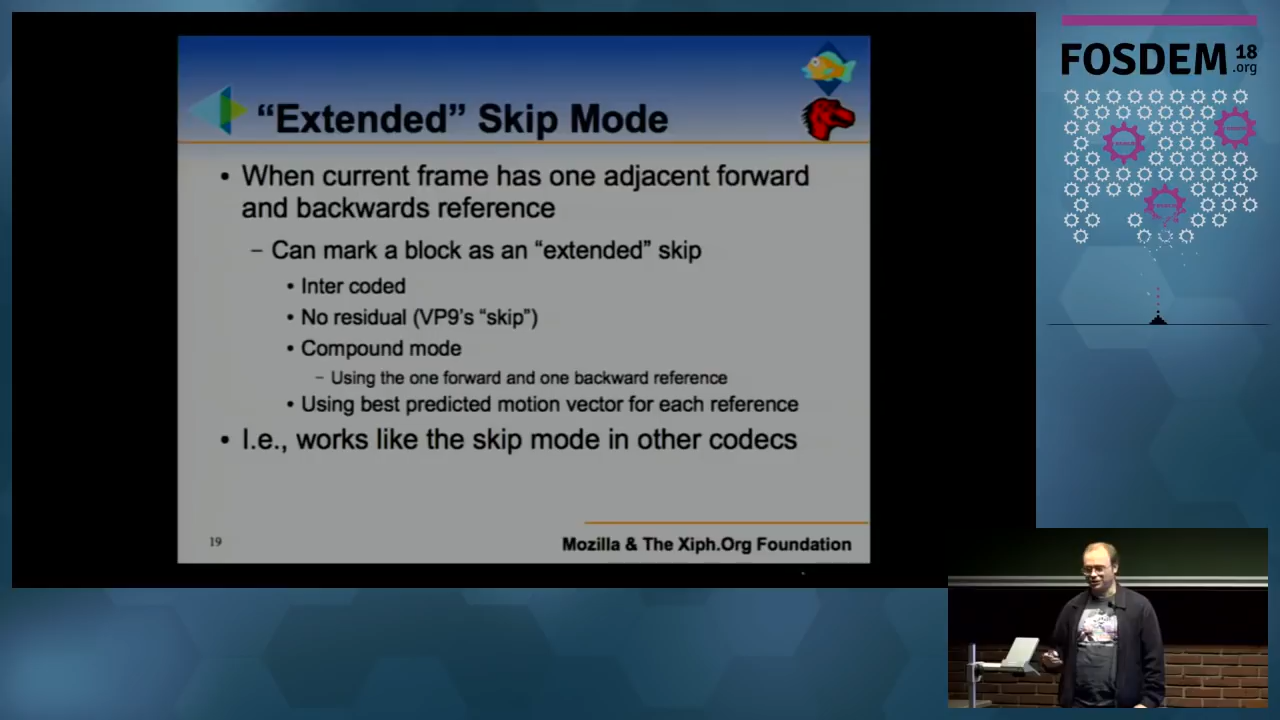 FOSDEM 18
.org
“Extended” Skip Mode
• When current frame has one adjacent forward
and backwards reference
– Can mark a block as an “extended” skip
• Inter coded
• No residual (VP9’s “skip”)
• Compound mode
– Using the one forward and one backward reference
• Using best predicted motion vector for each reference
• I.e., works like the skip mode in other codecs
19
Mozilla & The Xiph.Org Foundation